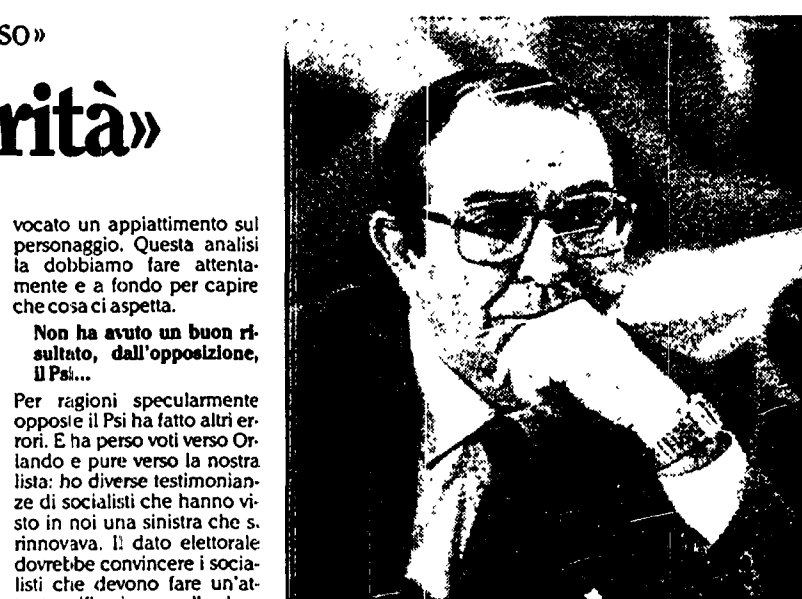 so»
rità»
vocato un appiattimento sul
personaggio. Questa analisi
la dobbiamo fare attenta-
mente e a fondo per capire
che cosa ci aspetta.
Non ha avuto un buon ri-
sultato, dall'opposizione,
il Psi...
Per ragioni specularmente
opposte il Psi ha fatto altri er-
rori. E ha perso voti verso Or-
lando e pure verso la nostra
lista: ho diverse testimonian-
ze di socialisti che hanno vi-
sto in noi una sinistra che si
rinnovava. Il dato elettorale
dovrebbe convincere i socia-
listi che devono fare un'at-